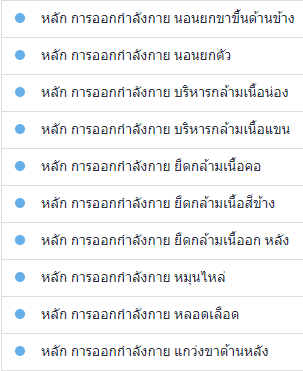 หลัก การออกกำลังกาย นอนยกขาขึ้นด้านข้าง
หลัก การออกกำลังกาย นอนยกตัว
หลัก การออกกำลังกาย บริหารกล้ามเนื้อน่อง
หลัก การออกกำลังกาย บริหารกล้ามเนื้อแขน
หลัก การออกกำลังกาย ยืดกล้ามเนื้อคอ
หลัก การออกกำลังกาย ยืดกล้ามเนื้อสีข้าง
หลัก การออกกำลังกาย ยืดกล้ามเนื้ออก หลัง
หลัก การออกกำลังกาย หมุนไหล่
หลัก การออกกำลังกาย หลอดเลือด
หลัก การออกกำลังกาย แกว่งขาด้านหลัง